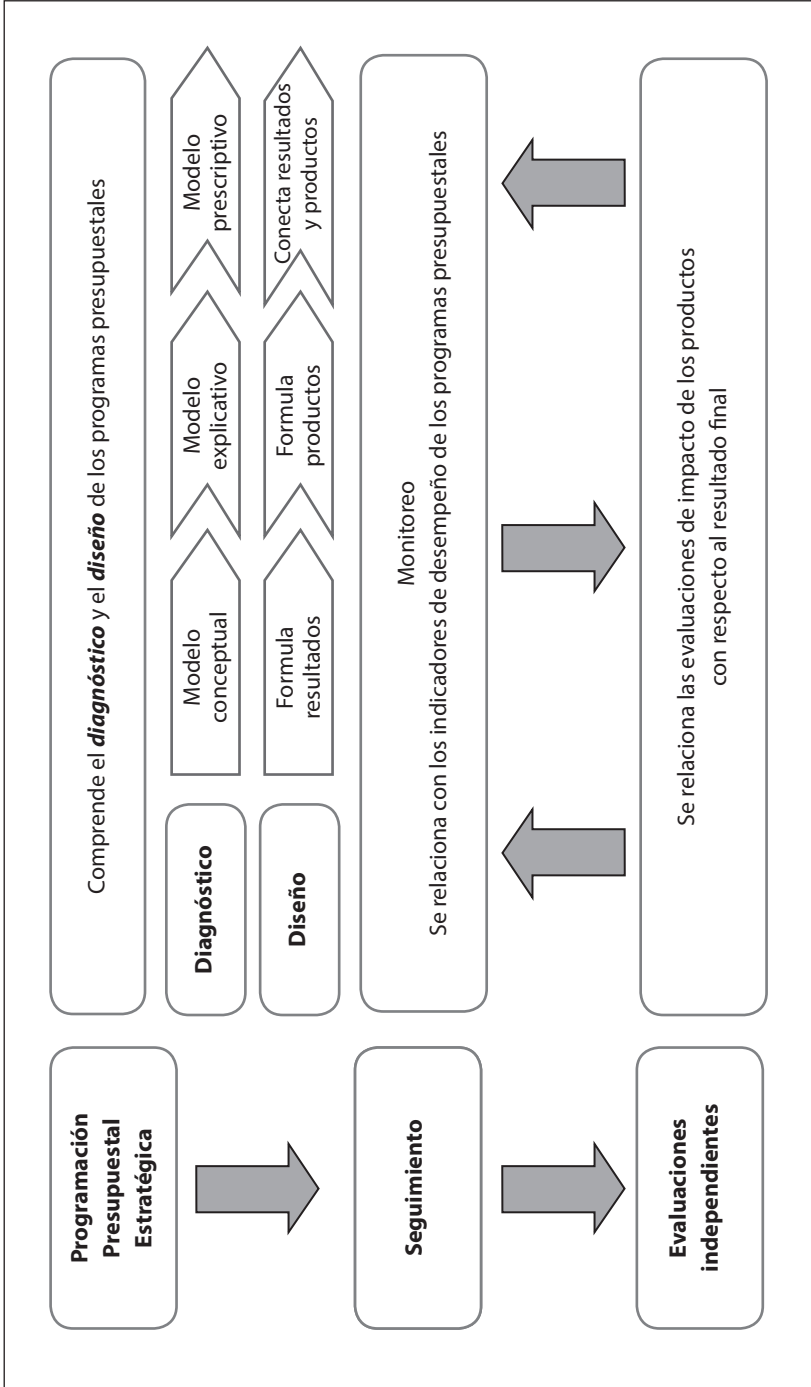 Programación
Presupuestal
Estratégica
Comprende el diagnóstico y el diseño de los programas presupuestales
Diagnóstico
Modelo
conceptual
Modelo
explicativo
Modelo
prescriptivo
Diseño
Formula
resultados
Formula
productos
Conecta resultados
y productos
Seguimiento
Monitoreo
Se relaciona con los indicadores de desempeño de los programas presupuestales
Evaluaciones
independientes
Se relaciona las evaluaciones de impacto de los productos
con respecto al resultado final